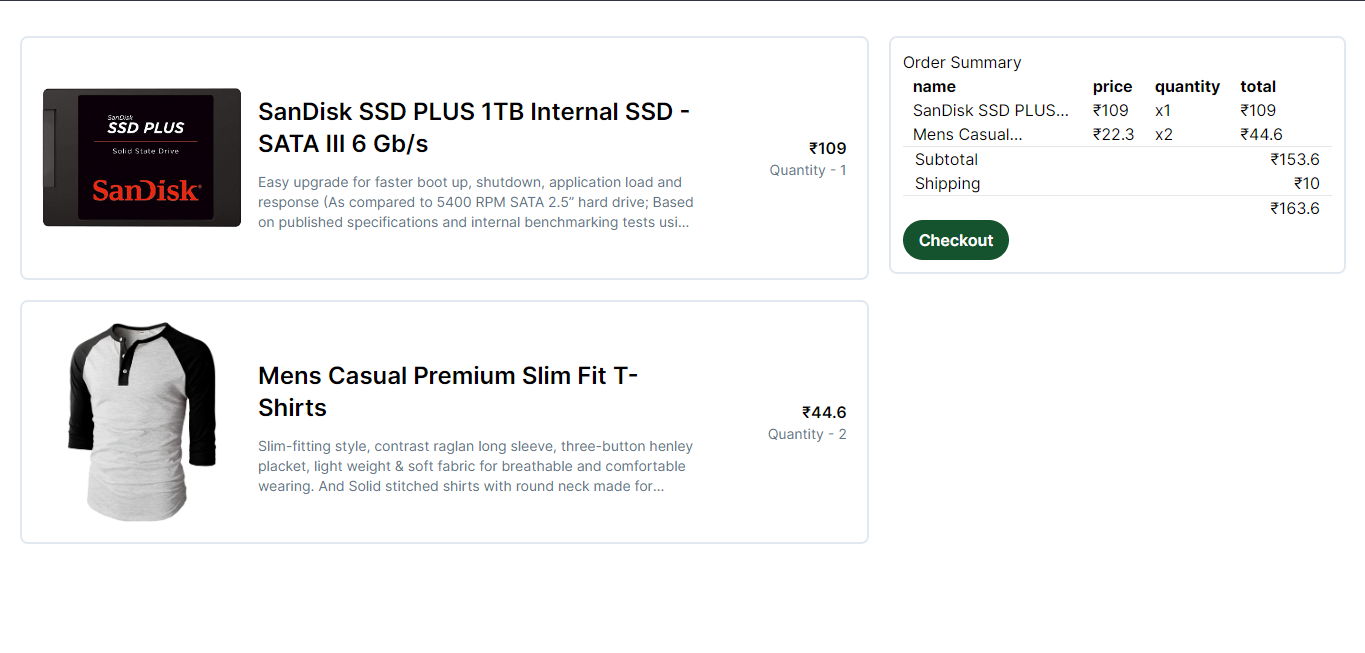 SanDisk
SSD PLUS
Solid State Drive
SanDisk
SanDisk SSD PLUS 1TB Internal SSD -
SATA III 6 Gb/s
Easy upgrade for faster boot up, shutdown, application load and
response (As compared to 5400 RPM SATA 2.5” hard drive; Based
on published specifications and internal benchmarking tests usi...
₹109
Quantity - 1
Mens Casual Premium Slim Fit T-
Shirts
Slim-fitting style, contrast raglan long sleeve, three-button henley
placket, light weight & soft fabric for breathable and comfortable
wearing. And Solid stitched shirts with round neck made for...
₹44.6
Quantity - 2
Order Summary
name price quantity total
SanDisk SSD PLUS... ₹109 x1 ₹109
Mens Casual... ₹22.3 x2 ₹44.6
Subtotal ₹153.6
Shipping ₹10
₹163.6
Checkout